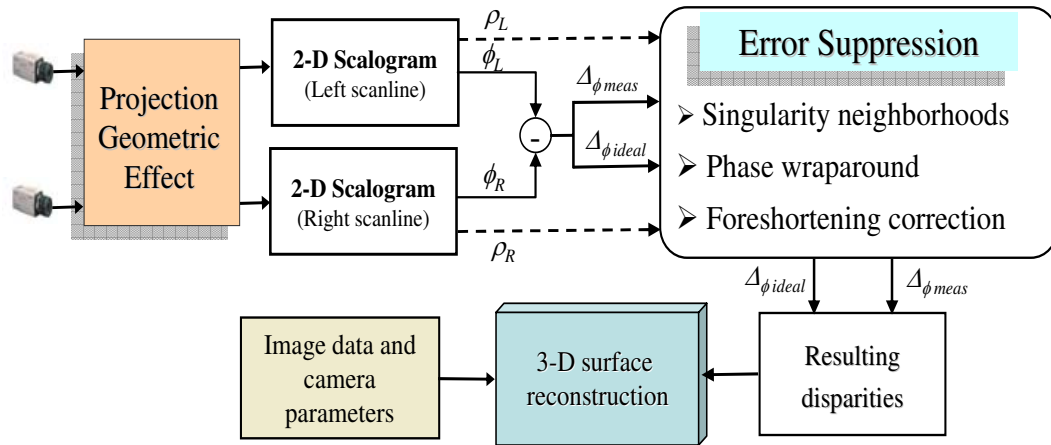 Projection
Geometric
Effect
2-D Scalogram
(Left scanline)
ρL
ϕL
-
2-D Scalogram
(Right scanline)
ϕR
ρR
Δϕ meas
Δϕ ideal
Error Suppression
➢ Singularity neighborhoods
➢ Phase wraparound
➢ Foreshortening correction
Δϕ ideal
Δϕ meas
Image data and
camera
parameters
3-D surface
reconstruction
Resulting
disparities